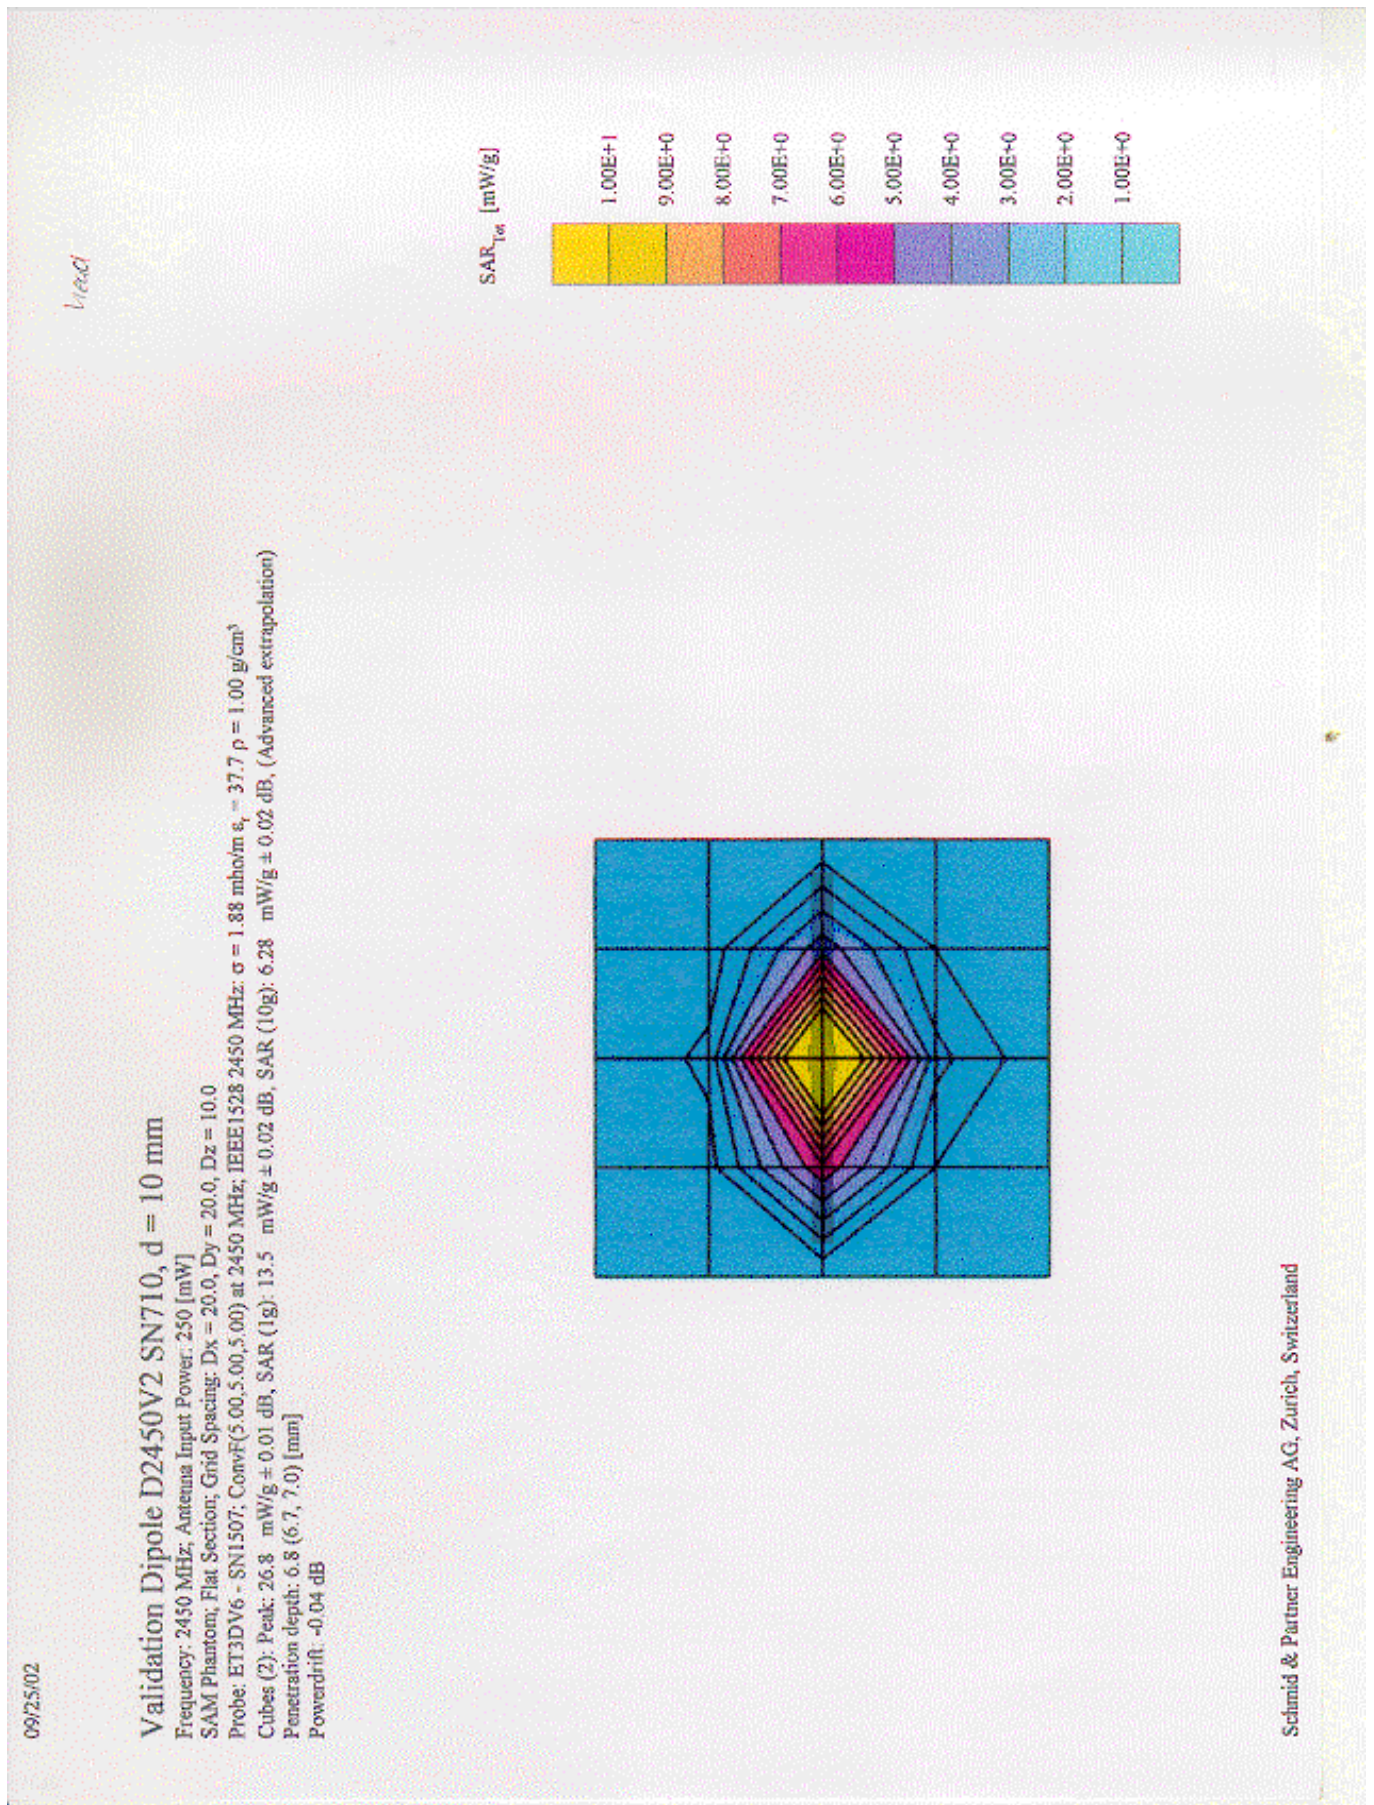 09/25/02
head
Validation Dipole D2450V2 SN710, d = 10 mm
Frequency: 2450 MHz; Antenna Input Power: 250 [mW]
SAM Phantom; Flat Section; Grid Spacing: Dx = 20.0, Dy = 20.0, Dz = 10.0
Probe: ET3DV6 - SN1507; ConvF(5.00,5.00,5.00) at 2450 MHz; IEEE1528 2450 MHz: σ = 1.88 mho/m εr = 37.7 ρ = 1.00 g/cm³
Cubes (2): Peak: 26.8 mW/g ± 0.01 dB, SAR (1g): 13.5 mW/g ± 0.02 dB, SAR (10g): 6.28 mW/g ± 0.02 dB, (Advanced extrapolation)
Penetration depth: 6.8 (6.7, 7.0) [mm]
Powerdrift: -0.04 dB
SARTot [mW/g]
1.00E+1
9.00E+0
8.00E+0
7.00E+0
6.00E+0
5.00E+0
4.00E+0
3.00E+0
2.00E+0
1.00E+0
Schmid & Partner Engineering AG, Zurich, Switzerland